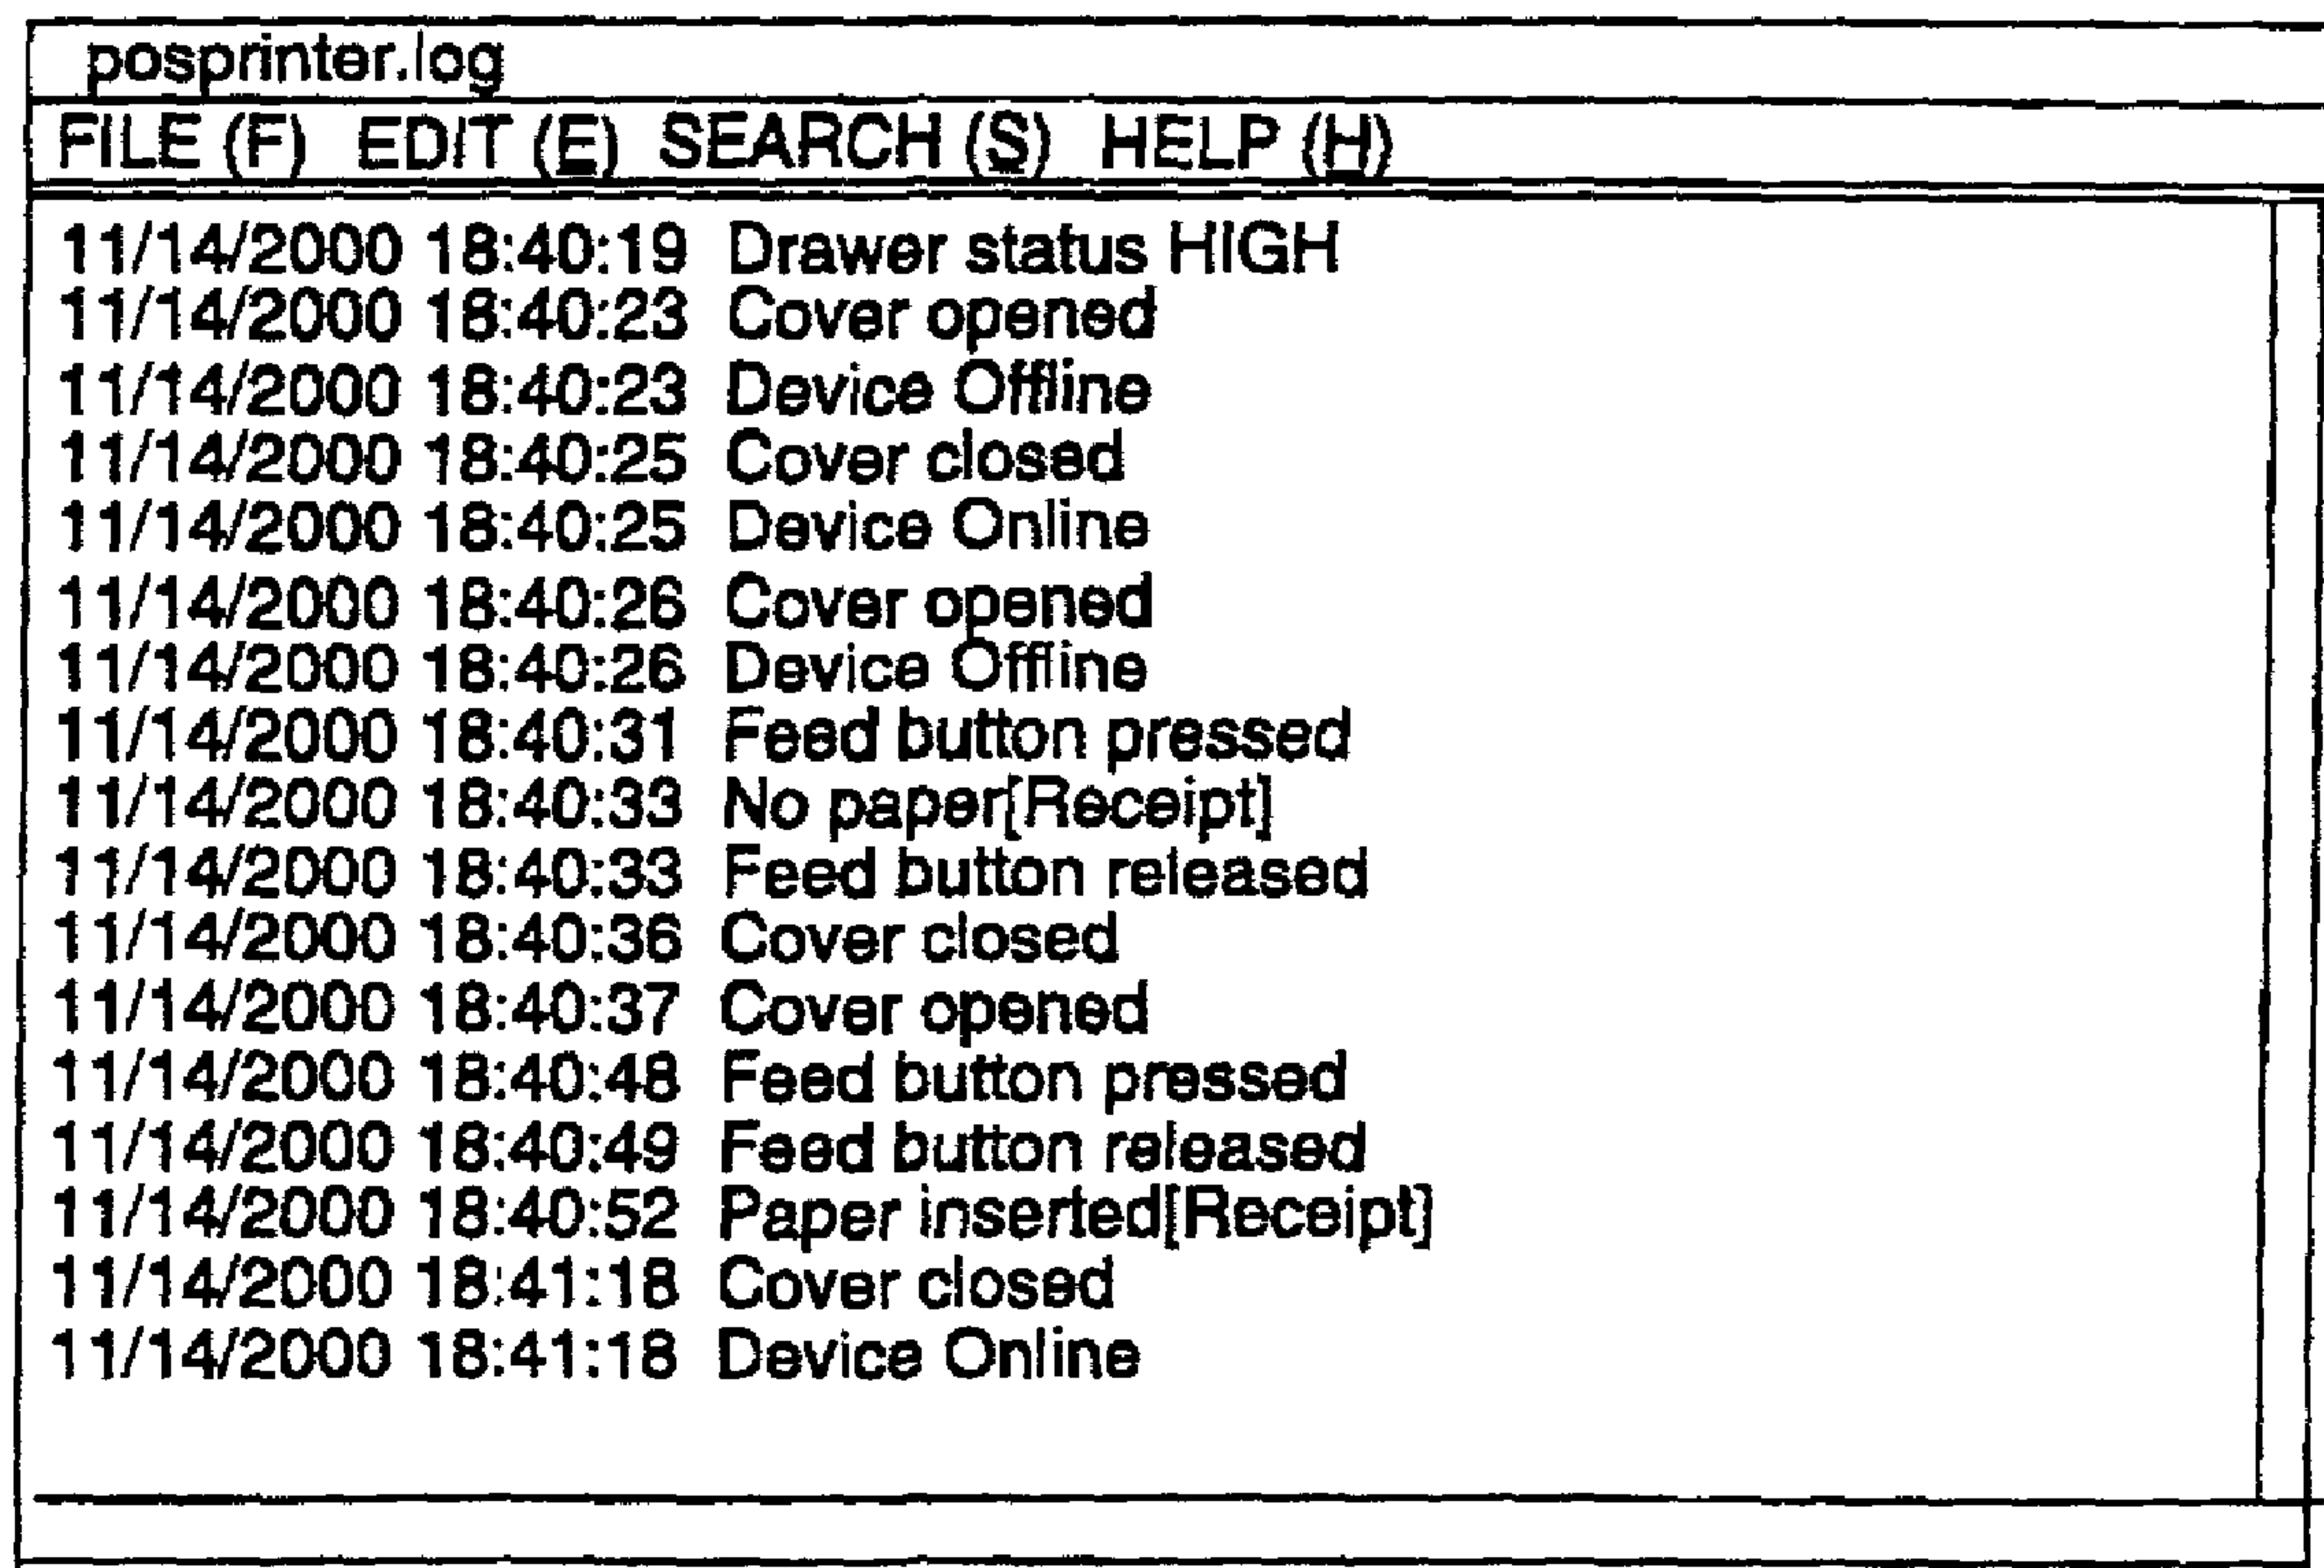 posprinter.log
FILE (F) EDIT (E) SEARCH (S) HELP (H)
11/14/2000 18:40:19 Drawer status HIGH
11/14/2000 18:40:23 Cover opened
11/14/2000 18:40:23 Device Offline
11/14/2000 18:40:25 Cover closed
11/14/2000 18:40:25 Device Online
11/14/2000 18:40:26 Cover opened
11/14/2000 18:40:26 Device Offline
11/14/2000 18:40:31 Feed button pressed
11/14/2000 18:40:33 No paper[Receipt]
11/14/2000 18:40:33 Feed button released
11/14/2000 18:40:36 Cover closed
11/14/2000 18:40:37 Cover opened
11/14/2000 18:40:48 Feed button pressed
11/14/2000 18:40:49 Feed button released
11/14/2000 18:40:52 Paper inserted[Receipt]
11/14/2000 18:41:18 Cover closed
11/14/2000 18:41:18 Device Online